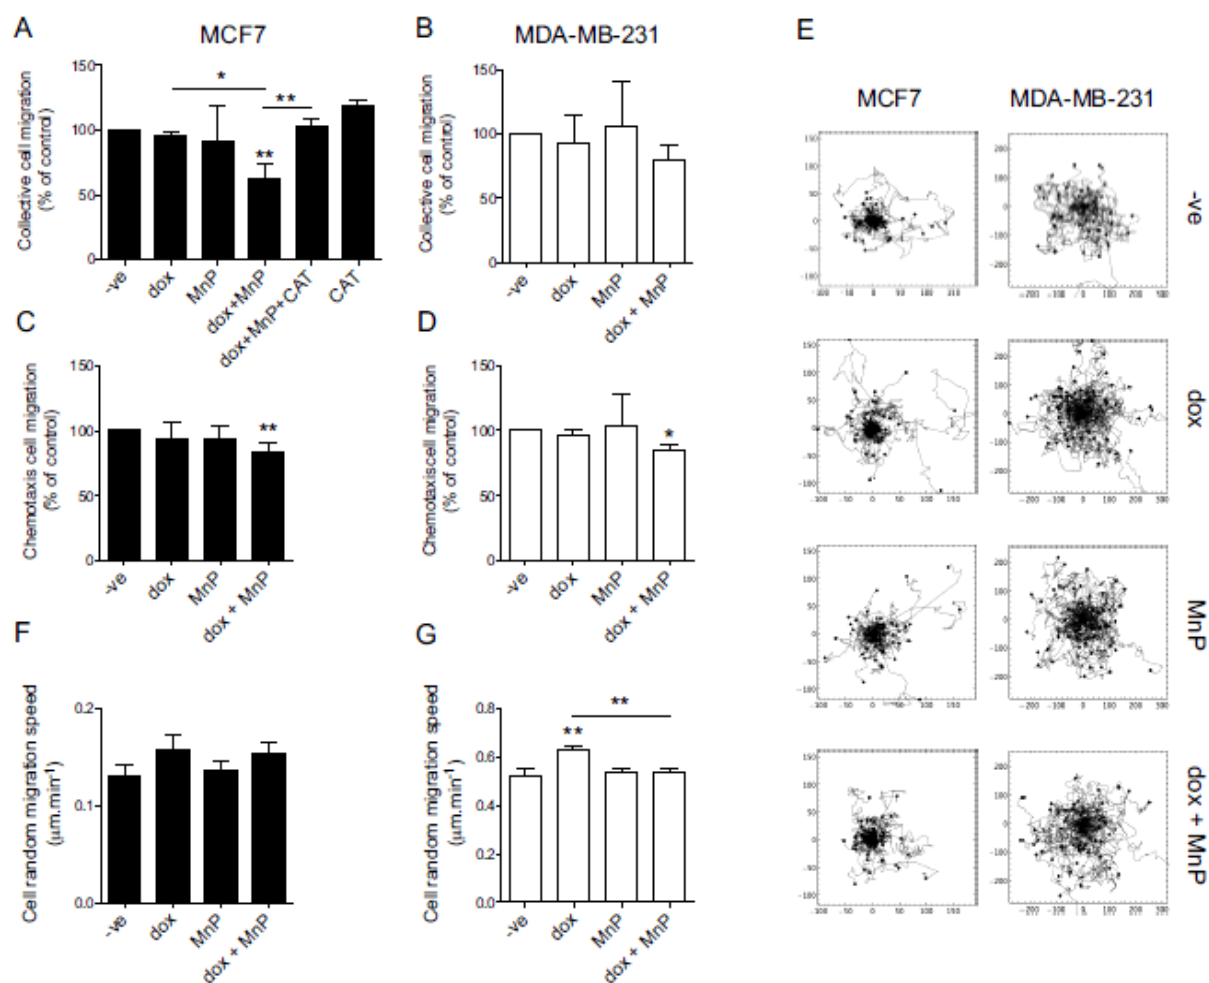 A
MCF7
Collective cell migration
(% of control)
150
100
50
0
*
**
**
-ve
dox
MnP
dox+MnP
dox+MnP+CAT
CAT
B
MDA-MB-231
Collective cell migration
(% of control)
150
100
50
0
-ve
dox
MnP
dox + MnP
C
Chemotaxis cell migration
(% of control)
150
100
50
0
**
-ve
dox
MnP
dox + MnP
D
Chemotaxiscell migration
(% of control)
150
100
50
0
*
-ve
dox
MnP
dox + MnP
F
Cell random migration speed
(μm.min-1)
0.2
0.1
0.0
-ve
dox
MnP
dox + MnP
G
Cell random migration speed
(μm.min-1)
0.8
0.6
0.4
0.2
0.0
**
**
-ve
dox
MnP
dox + MnP
E
MCF7
MDA-MB-231
-ve
dox
MnP
dox + MnP